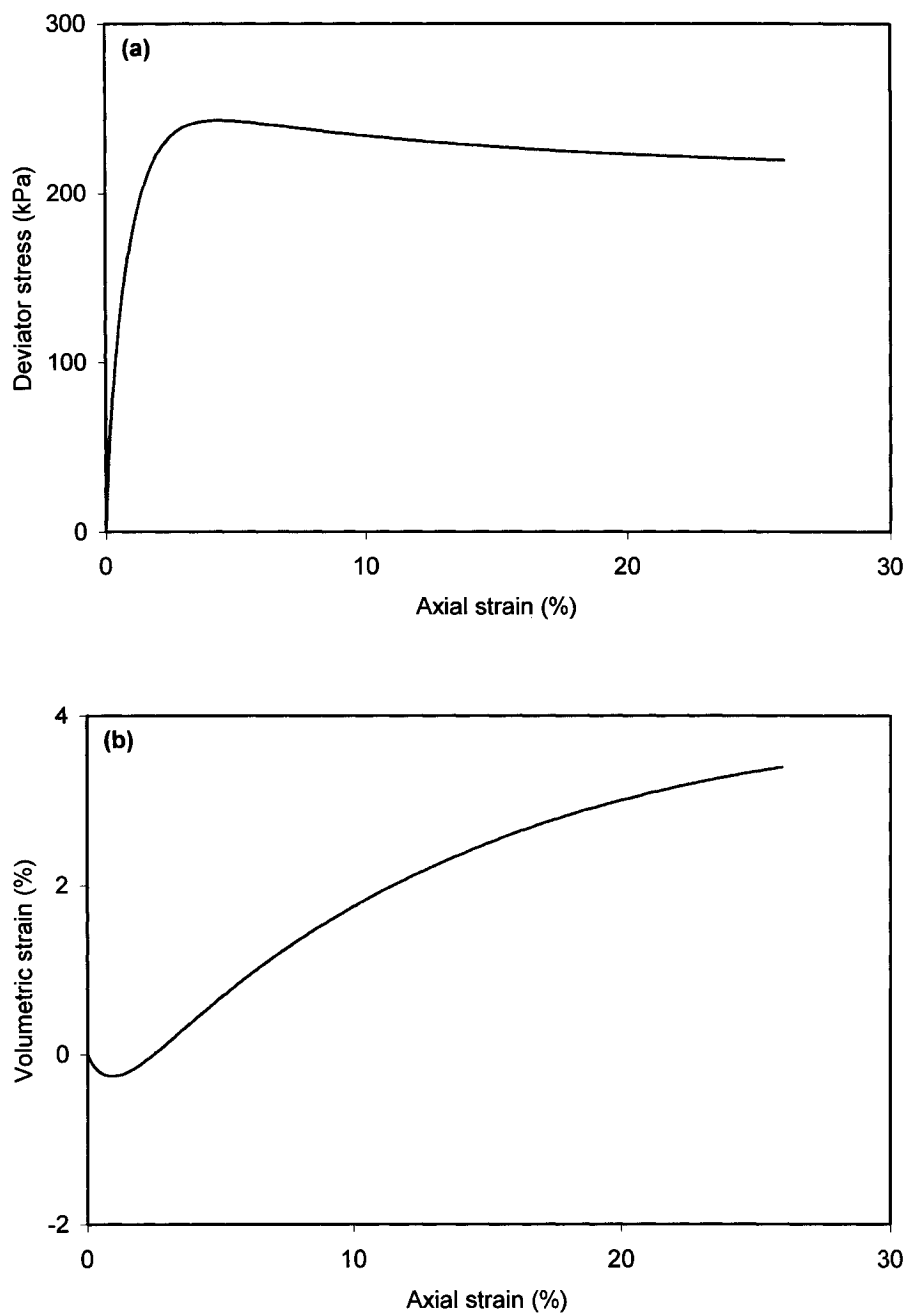 (a)
300
200
100
0
Deviator stress (kPa)
0 10 20 30
Axial strain (%)
(b)
4
2
0
-2
Volumetric strain (%)
0 10 20 30
Axial strain (%)